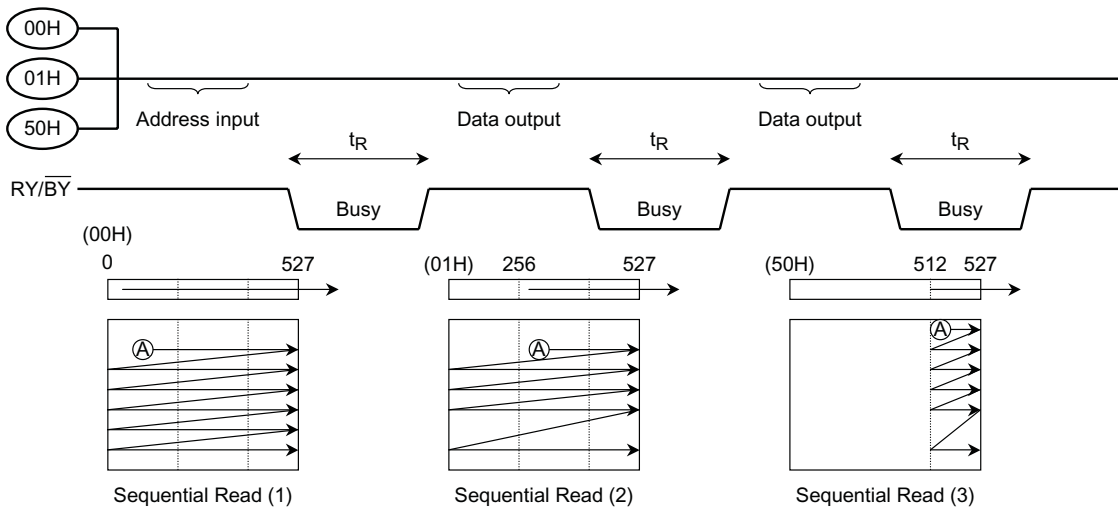 00H
01H
50H
Address input
Data output
Data output
tR
tR
tR
RY/BY
Busy
Busy
Busy
(00H)
0
527
(01H)
256
527
(50H)
512
527
A
A
A
Sequential Read (1)
Sequential Read (2)
Sequential Read (3)